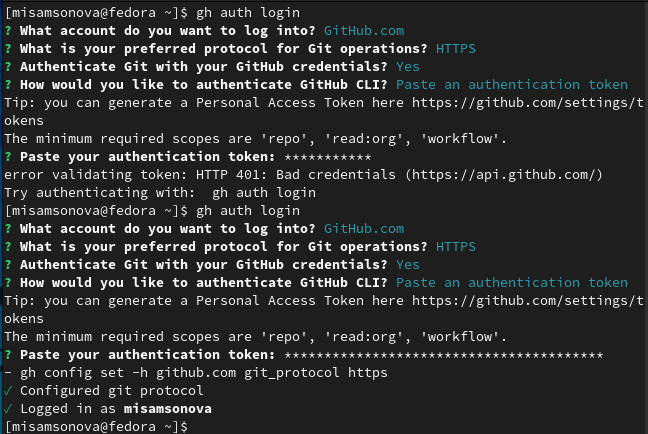 [misamsonova@fedora ~]$ gh auth login
? What account do you want to log into? GitHub.com
? What is your preferred protocol for Git operations? HTTPS
? Authenticate Git with your GitHub credentials? Yes
? How would you like to authenticate GitHub CLI? Paste an authentication token
Tip: you can generate a Personal Access Token here https://github.com/settings/t
okens
The minimum required scopes are 'repo', 'read:org', 'workflow'.
? Paste your authentication token: ***********
error validating token: HTTP 401: Bad credentials (https://api.github.com/)
Try authenticating with:  gh auth login
[misamsonova@fedora ~]$ gh auth login
? What account do you want to log into? GitHub.com
? What is your preferred protocol for Git operations? HTTPS
? Authenticate Git with your GitHub credentials? Yes
? How would you like to authenticate GitHub CLI? Paste an authentication token
Tip: you can generate a Personal Access Token here https://github.com/settings/t
okens
The minimum required scopes are 'repo', 'read:org', 'workflow'.
? Paste your authentication token: ****************************************
- gh config set -h github.com git_protocol https
✓ Configured git protocol
✓ Logged in as misamsonova
[misamsonova@fedora ~]$